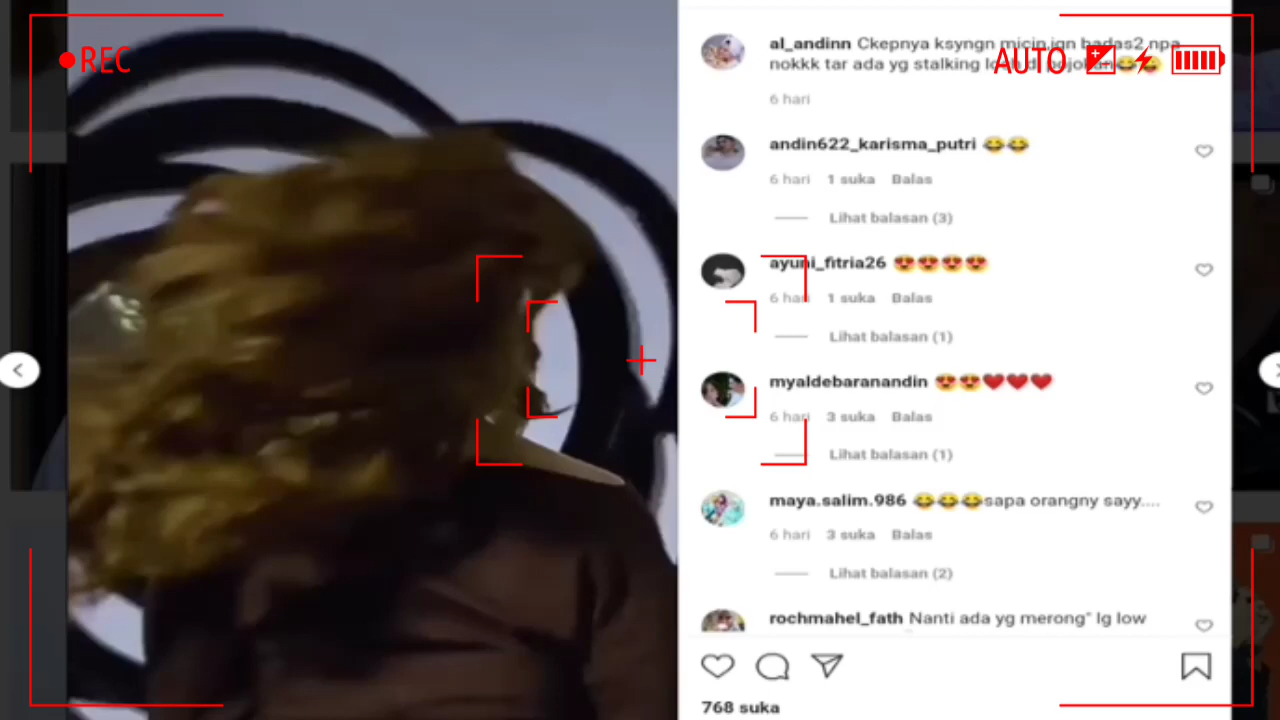 REC
AUTO
al_andinn Ckepnya ksyngn micin,jgn badas2 npa
nokkk tar ada yg stalking
6 hari
andin622_karisma_putri 😂😂
6 hari 1 suka Balas
Lihat balasan (3)
ayuni_fitria26 😍😍😍😍
6 hari 1 suka Balas
Lihat balasan (1)
myaldebaranandin 😍😍❤️❤️❤️
6 hari 3 suka Balas
Lihat balasan (1)
maya.salim.986 😂😂😂sapa orangny sayy....
6 hari 3 suka Balas
Lihat balasan (2)
rochmahel_fath Nanti ada yg merong" lg low
768 suka